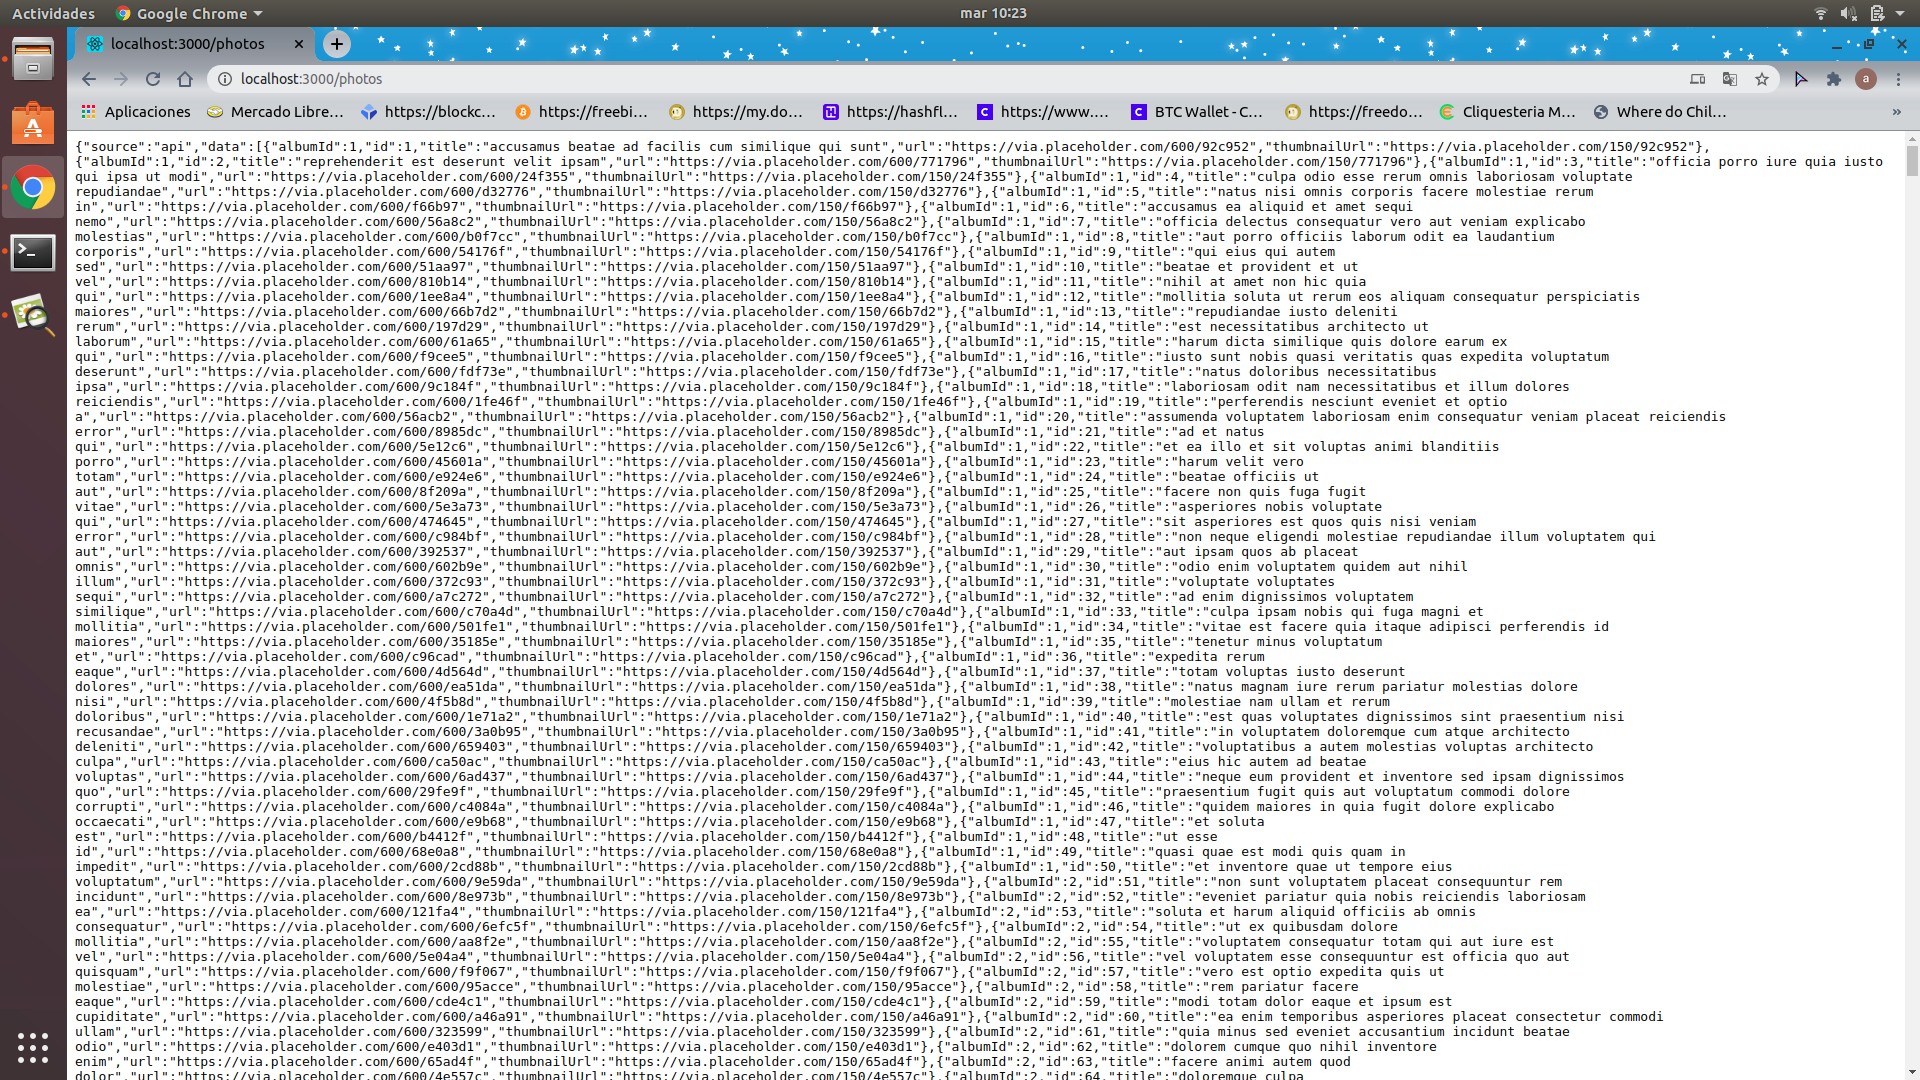 Actividades
Google Chrome
mar 10:23
localhost:3000/photos
localhost:3000/photos
a
Aplicaciones
Mercado Libre...
https://blockc...
https://freebi...
https://my.do...
https://hashfl...
https://www....
BTC Wallet - C...
https://freedo...
Cliquesteria M...
Where do Chil...
»
{"source":"api","data":[{"albumId":1,"id":1,"title":"accusamus beatae ad facilis cum similique qui sunt","url":"https://via.placeholder.com/600/92c952","thumbnailUrl":"https://via.placeholder.com/150/92c952"},
{"albumId":1,"id":2,"title":"reprehenderit est deserunt velit ipsam","url":"https://via.placeholder.com/600/771796","thumbnailUrl":"https://via.placeholder.com/150/771796"},{"albumId":1,"id":3,"title":"officia porro iure quia iusto
qui ipsa ut modi","url":"https://via.placeholder.com/600/24f355","thumbnailUrl":"https://via.placeholder.com/150/24f355"},{"albumId":1,"id":4,"title":"culpa odio esse rerum omnis laboriosam voluptate
repudiandae","url":"https://via.placeholder.com/600/d32776","thumbnailUrl":"https://via.placeholder.com/150/d32776"},{"albumId":1,"id":5,"title":"natus nisi omnis corporis facere molestiae rerum
in","url":"https://via.placeholder.com/600/f66b97","thumbnailUrl":"https://via.placeholder.com/150/f66b97"},{"albumId":1,"id":6,"title":"accusamus ea aliquid et amet sequi
nemo","url":"https://via.placeholder.com/600/56a8c2","thumbnailUrl":"https://via.placeholder.com/150/56a8c2"},{"albumId":1,"id":7,"title":"officia delectus consequatur vero aut veniam explicabo
molestias","url":"https://via.placeholder.com/600/b0f7cc","thumbnailUrl":"https://via.placeholder.com/150/b0f7cc"},{"albumId":1,"id":8,"title":"aut porro officiis laborum odit ea laudantium
corporis","url":"https://via.placeholder.com/600/54176f","thumbnailUrl":"https://via.placeholder.com/150/54176f"},{"albumId":1,"id":9,"title":"qui eius qui autem
sed","url":"https://via.placeholder.com/600/51aa97","thumbnailUrl":"https://via.placeholder.com/150/51aa97"},{"albumId":1,"id":10,"title":"beatae et provident et ut
vel","url":"https://via.placeholder.com/600/810b14","thumbnailUrl":"https://via.placeholder.com/150/810b14"},{"albumId":1,"id":11,"title":"nihil at amet non hic quia
qui","url":"https://via.placeholder.com/600/1ee8a4","thumbnailUrl":"https://via.placeholder.com/150/1ee8a4"},{"albumId":1,"id":12,"title":"mollitia soluta ut rerum eos aliquam consequatur perspiciatis
maiores","url":"https://via.placeholder.com/600/66b7d2","thumbnailUrl":"https://via.placeholder.com/150/66b7d2"},{"albumId":1,"id":13,"title":"repudiandae iusto deleniti
rerum","url":"https://via.placeholder.com/600/197d29","thumbnailUrl":"https://via.placeholder.com/150/197d29"},{"albumId":1,"id":14,"title":"est necessitatibus architecto ut
laborum","url":"https://via.placeholder.com/600/61a65","thumbnailUrl":"https://via.placeholder.com/150/61a65"},{"albumId":1,"id":15,"title":"harum dicta similique quis dolore earum ex
qui","url":"https://via.placeholder.com/600/f9cee5","thumbnailUrl":"https://via.placeholder.com/150/f9cee5"},{"albumId":1,"id":16,"title":"iusto sunt nobis quasi veritatis quas expedita voluptatum
deserunt","url":"https://via.placeholder.com/600/fdf73e","thumbnailUrl":"https://via.placeholder.com/150/fdf73e"},{"albumId":1,"id":17,"title":"natus doloribus necessitatibus
ipsa","url":"https://via.placeholder.com/600/9c184f","thumbnailUrl":"https://via.placeholder.com/150/9c184f"},{"albumId":1,"id":18,"title":"laboriosam odit nam necessitatibus et illum dolores
reiciendis","url":"https://via.placeholder.com/600/1fe46f","thumbnailUrl":"https://via.placeholder.com/150/1fe46f"},{"albumId":1,"id":19,"title":"perferendis nesciunt eveniet et optio
a","url":"https://via.placeholder.com/600/56acb2","thumbnailUrl":"https://via.placeholder.com/150/56acb2"},{"albumId":1,"id":20,"title":"assumenda voluptatem laboriosam enim consequatur veniam placeat reiciendis
error","url":"https://via.placeholder.com/600/8985dc","thumbnailUrl":"https://via.placeholder.com/150/8985dc"},{"albumId":1,"id":21,"title":"ad et natus
qui","url":"https://via.placeholder.com/600/5e12c6","thumbnailUrl":"https://via.placeholder.com/150/5e12c6"},{"albumId":1,"id":22,"title":"et ea illo et sit voluptas animi blanditiis
porro","url":"https://via.placeholder.com/600/45601a","thumbnailUrl":"https://via.placeholder.com/150/45601a"},{"albumId":1,"id":23,"title":"harum velit vero
totam","url":"https://via.placeholder.com/600/e924e6","thumbnailUrl":"https://via.placeholder.com/150/e924e6"},{"albumId":1,"id":24,"title":"beatae officiis ut
aut","url":"https://via.placeholder.com/600/8f209a","thumbnailUrl":"https://via.placeholder.com/150/8f209a"},{"albumId":1,"id":25,"title":"facere non quis fuga fugit
vitae","url":"https://via.placeholder.com/600/5e3a73","thumbnailUrl":"https://via.placeholder.com/150/5e3a73"},{"albumId":1,"id":26,"title":"asperiores nobis voluptate
qui","url":"https://via.placeholder.com/600/474645","thumbnailUrl":"https://via.placeholder.com/150/474645"},{"albumId":1,"id":27,"title":"sit asperiores est quos quis nisi veniam
error","url":"https://via.placeholder.com/600/c984bf","thumbnailUrl":"https://via.placeholder.com/150/c984bf"},{"albumId":1,"id":28,"title":"non neque eligendi molestiae repudiandae illum voluptatem qui
aut","url":"https://via.placeholder.com/600/392537","thumbnailUrl":"https://via.placeholder.com/150/392537"},{"albumId":1,"id":29,"title":"aut ipsam quos ab placeat
omnis","url":"https://via.placeholder.com/600/602b9e","thumbnailUrl":"https://via.placeholder.com/150/602b9e"},{"albumId":1,"id":30,"title":"odio enim voluptatem quidem aut nihil
illum","url":"https://via.placeholder.com/600/372c93","thumbnailUrl":"https://via.placeholder.com/150/372c93"},{"albumId":1,"id":31,"title":"voluptate voluptates
sequi","url":"https://via.placeholder.com/600/a7c272","thumbnailUrl":"https://via.placeholder.com/150/a7c272"},{"albumId":1,"id":32,"title":"ad enim dignissimos voluptatem
similique","url":"https://via.placeholder.com/600/c70a4d","thumbnailUrl":"https://via.placeholder.com/150/c70a4d"},{"albumId":1,"id":33,"title":"culpa ipsam nobis qui fuga magni et
mollitia","url":"https://via.placeholder.com/600/501fe1","thumbnailUrl":"https://via.placeholder.com/150/501fe1"},{"albumId":1,"id":34,"title":"vitae est facere quia itaque adipisci perferendis id
maiores","url":"https://via.placeholder.com/600/35185e","thumbnailUrl":"https://via.placeholder.com/150/35185e"},{"albumId":1,"id":35,"title":"tenetur minus voluptatum
et","url":"https://via.placeholder.com/600/c96cad","thumbnailUrl":"https://via.placeholder.com/150/c96cad"},{"albumId":1,"id":36,"title":"expedita rerum
eaque","url":"https://via.placeholder.com/600/4d564d","thumbnailUrl":"https://via.placeholder.com/150/4d564d"},{"albumId":1,"id":37,"title":"totam voluptas iusto deserunt
dolores","url":"https://via.placeholder.com/600/ea51da","thumbnailUrl":"https://via.placeholder.com/150/ea51da"},{"albumId":1,"id":38,"title":"natus magnam iure rerum pariatur molestias dolore
nisi","url":"https://via.placeholder.com/600/4f5b8d","thumbnailUrl":"https://via.placeholder.com/150/4f5b8d"},{"albumId":1,"id":39,"title":"molestiae nam ullam et rerum
doloribus","url":"https://via.placeholder.com/600/1e71a2","thumbnailUrl":"https://via.placeholder.com/150/1e71a2"},{"albumId":1,"id":40,"title":"est quas voluptates dignissimos sint praesentium nisi
recusandae","url":"https://via.placeholder.com/600/3a0b95","thumbnailUrl":"https://via.placeholder.com/150/3a0b95"},{"albumId":1,"id":41,"title":"in voluptatem doloremque cum atque architecto
deleniti","url":"https://via.placeholder.com/600/659403","thumbnailUrl":"https://via.placeholder.com/150/659403"},{"albumId":1,"id":42,"title":"voluptatibus a autem molestias voluptas architecto
culpa","url":"https://via.placeholder.com/600/ca50ac","thumbnailUrl":"https://via.placeholder.com/150/ca50ac"},{"albumId":1,"id":43,"title":"eius hic autem ad beatae
voluptas","url":"https://via.placeholder.com/600/6ad437","thumbnailUrl":"https://via.placeholder.com/150/6ad437"},{"albumId":1,"id":44,"title":"neque eum provident et inventore sed ipsam dignissimos
quo","url":"https://via.placeholder.com/600/29fe9f","thumbnailUrl":"https://via.placeholder.com/150/29fe9f"},{"albumId":1,"id":45,"title":"praesentium fugit quis aut voluptatum commodi dolore
corrupti","url":"https://via.placeholder.com/600/c4084a","thumbnailUrl":"https://via.placeholder.com/150/c4084a"},{"albumId":1,"id":46,"title":"quidem maiores in quia fugit dolore explicabo
occaecati","url":"https://via.placeholder.com/600/e9b68","thumbnailUrl":"https://via.placeholder.com/150/e9b68"},{"albumId":1,"id":47,"title":"et soluta
est","url":"https://via.placeholder.com/600/b4412f","thumbnailUrl":"https://via.placeholder.com/150/b4412f"},{"albumId":1,"id":48,"title":"ut esse
id","url":"https://via.placeholder.com/600/68e0a8","thumbnailUrl":"https://via.placeholder.com/150/68e0a8"},{"albumId":1,"id":49,"title":"quasi quae est modi quis quam in
impedit","url":"https://via.placeholder.com/600/2cd88b","thumbnailUrl":"https://via.placeholder.com/150/2cd88b"},{"albumId":1,"id":50,"title":"et inventore quae ut tempore eius
voluptatum","url":"https://via.placeholder.com/600/9e59da","thumbnailUrl":"https://via.placeholder.com/150/9e59da"},{"albumId":2,"id":51,"title":"non sunt voluptatem placeat consequuntur rem
incidunt","url":"https://via.placeholder.com/600/8e973b","thumbnailUrl":"https://via.placeholder.com/150/8e973b"},{"albumId":2,"id":52,"title":"eveniet pariatur quia nobis reiciendis laboriosam
ea","url":"https://via.placeholder.com/600/121fa4","thumbnailUrl":"https://via.placeholder.com/150/121fa4"},{"albumId":2,"id":53,"title":"soluta et harum aliquid officiis ab omnis
consequatur","url":"https://via.placeholder.com/600/6efc5f","thumbnailUrl":"https://via.placeholder.com/150/6efc5f"},{"albumId":2,"id":54,"title":"ut ex quibusdam dolore
mollitia","url":"https://via.placeholder.com/600/aa8f2e","thumbnailUrl":"https://via.placeholder.com/150/aa8f2e"},{"albumId":2,"id":55,"title":"voluptatem consequatur totam qui aut iure est
vel","url":"https://via.placeholder.com/600/5e04a4","thumbnailUrl":"https://via.placeholder.com/150/5e04a4"},{"albumId":2,"id":56,"title":"vel voluptatem esse consequuntur est officia quo aut
quisquam","url":"https://via.placeholder.com/600/f9f067","thumbnailUrl":"https://via.placeholder.com/150/f9f067"},{"albumId":2,"id":57,"title":"vero est optio expedita quis ut
molestiae","url":"https://via.placeholder.com/600/95acce","thumbnailUrl":"https://via.placeholder.com/150/95acce"},{"albumId":2,"id":58,"title":"rem pariatur facere
eaque","url":"https://via.placeholder.com/600/cde4c1","thumbnailUrl":"https://via.placeholder.com/150/cde4c1"},{"albumId":2,"id":59,"title":"modi totam dolor eaque et ipsum est
cupiditate","url":"https://via.placeholder.com/600/a46a91","thumbnailUrl":"https://via.placeholder.com/150/a46a91"},{"albumId":2,"id":60,"title":"ea enim temporibus asperiores placeat consectetur commodi
ullam","url":"https://via.placeholder.com/600/323599","thumbnailUrl":"https://via.placeholder.com/150/323599"},{"albumId":2,"id":61,"title":"quia minus sed eveniet accusantium incidunt beatae
odio","url":"https://via.placeholder.com/600/e403d1","thumbnailUrl":"https://via.placeholder.com/150/e403d1"},{"albumId":2,"id":62,"title":"dolorem cumque quo nihil inventore
enim","url":"https://via.placeholder.com/600/65ad4f","thumbnailUrl":"https://via.placeholder.com/150/65ad4f"},{"albumId":2,"id":63,"title":"facere animi autem quod
dolor","url":"https://via.placeholder.com/600/4e557c","thumbnailUrl":"https://via.placeholder.com/150/4e557c"},{"albumId":2,"id":64,"title":"doloremque culpa